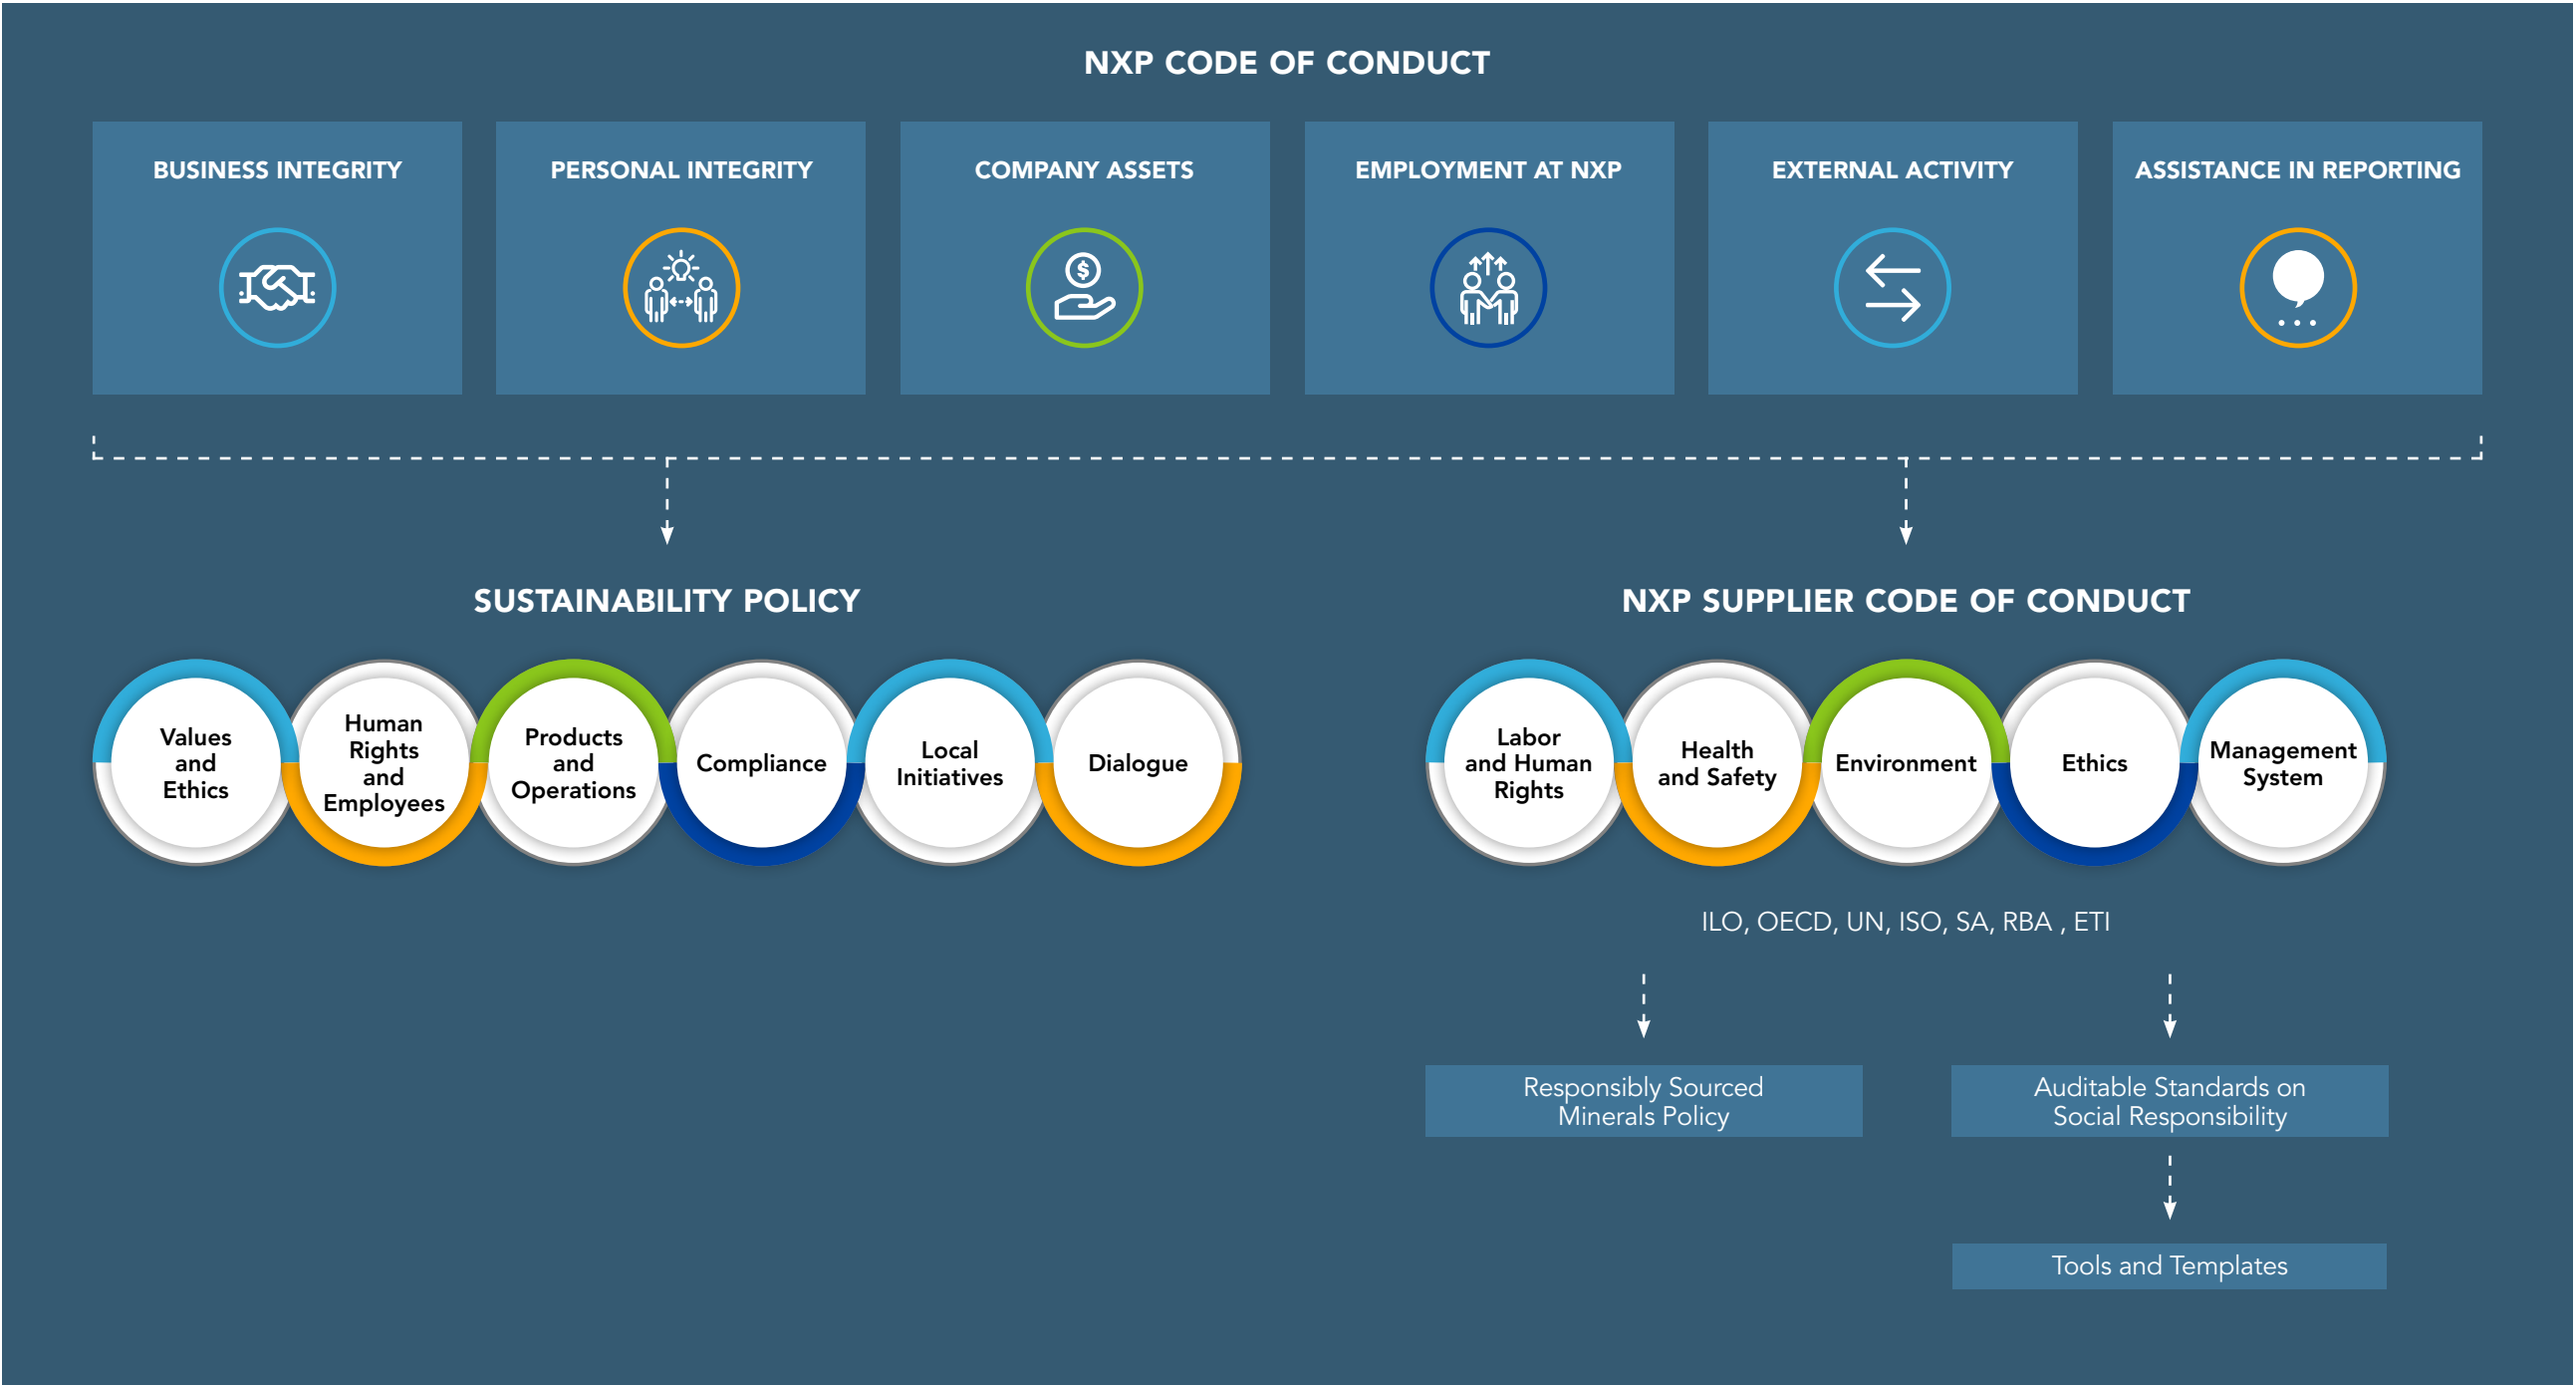 NXP CODE OF CONDUCT
BUSINESS INTEGRITY
PERSONAL INTEGRITY
COMPANY ASSETS
EMPLOYMENT AT NXP
EXTERNAL ACTIVITY
ASSISTANCE IN REPORTING
$
SUSTAINABILITY POLICY
Values
and
Ethics
Human
Rights
and
Employees
Products
and
Operations
Compliance
Local
Initiatives
Dialogue
NXP SUPPLIER CODE OF CONDUCT
Labor
and Human
Rights
Health
and Safety
Environment
Ethics
Management
System
ILO, OECD, UN, ISO, SA, RBA , ETI
Responsibly Sourced
Minerals Policy
Auditable Standards on
Social Responsibility
Tools and Templates